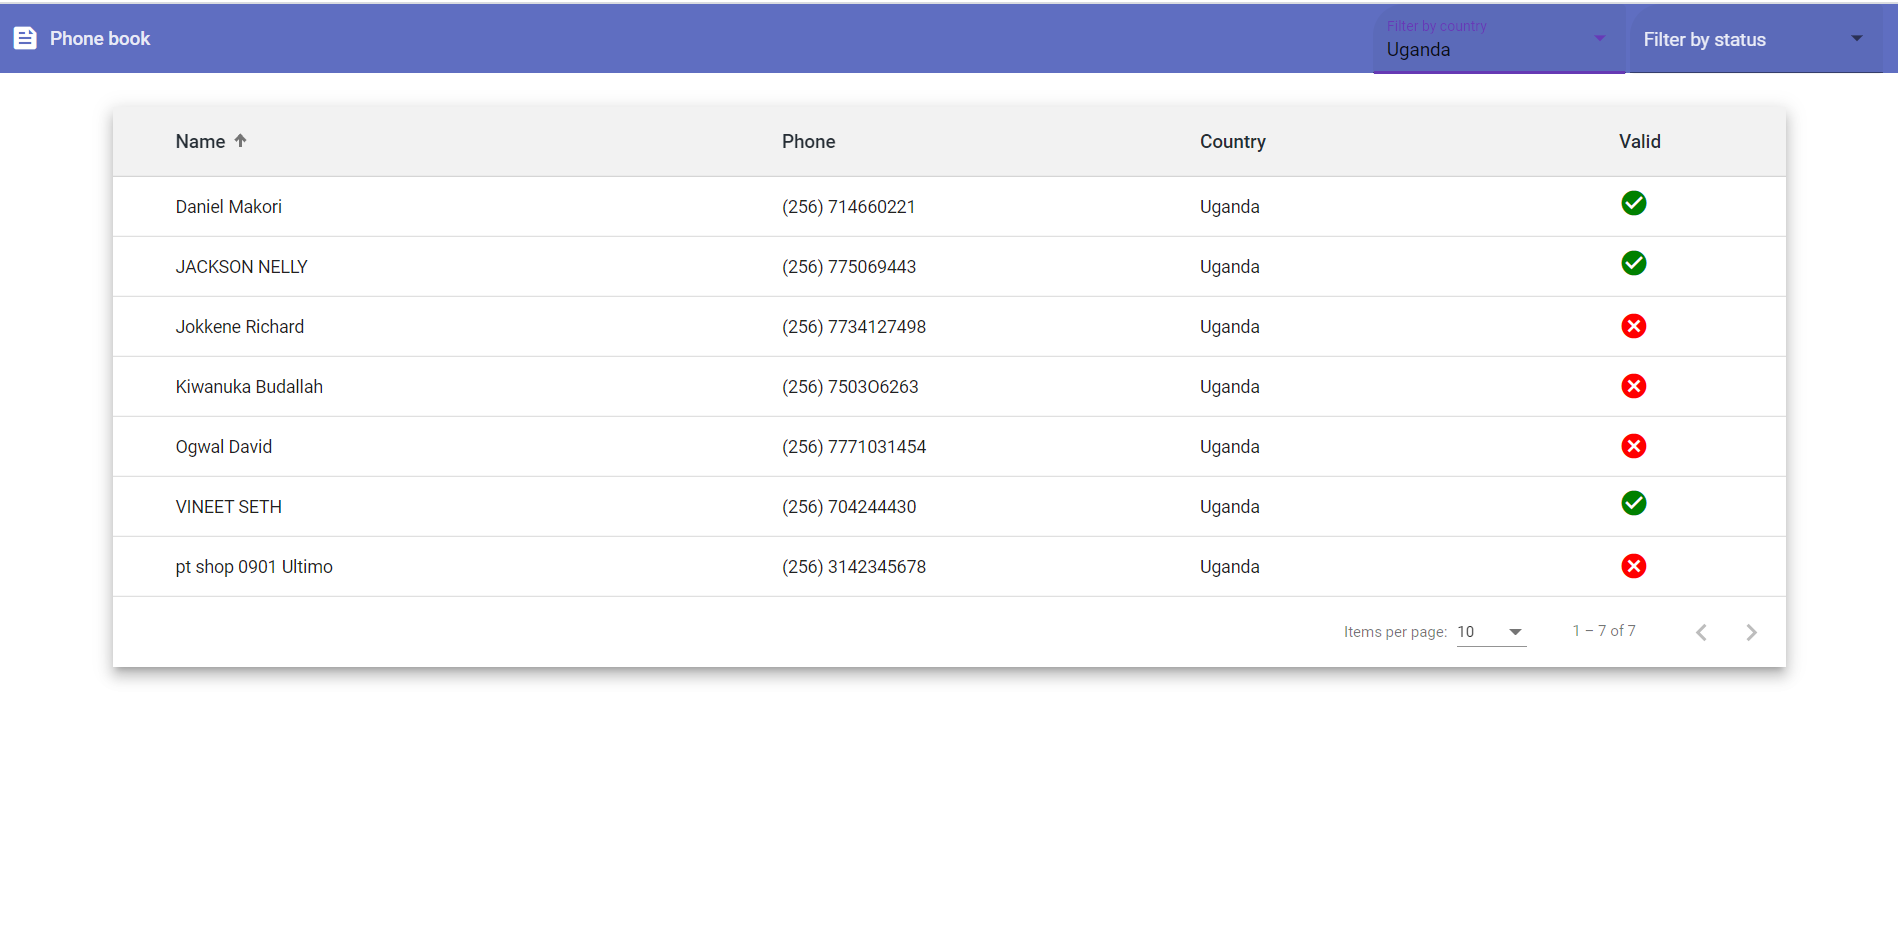 Phone book
Filter by country
Uganda
Filter by status
Name Phone Country Valid
Daniel Makori (256) 714660221 Uganda
JACKSON NELLY (256) 775069443 Uganda
Jokkene Richard (256) 7734127498 Uganda
Kiwanuka Budallah (256) 7503O6263 Uganda
Ogwal David (256) 7771031454 Uganda
VINEET SETH (256) 704244430 Uganda
pt shop 0901 Ultimo (256) 3142345678 Uganda
Items per page: 10 1 – 7 of 7